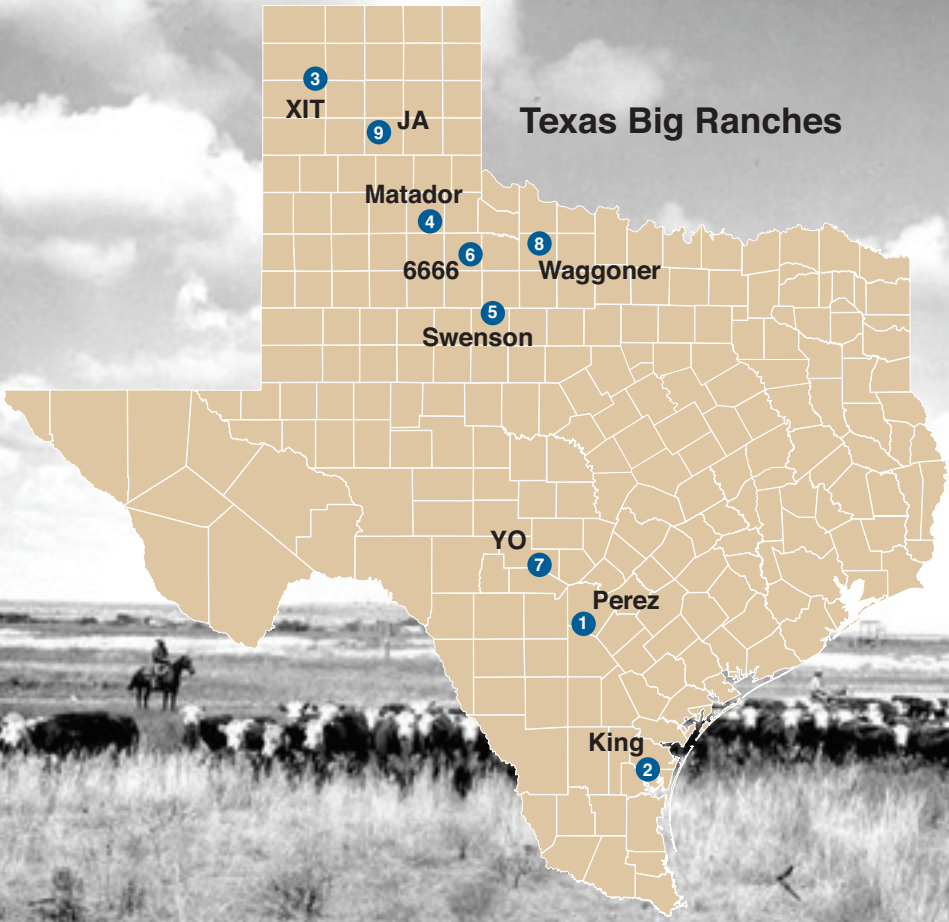 Texas Big Ranches
3
XIT
9 JA
Matador
4
6
6666
8
Waggoner
5
Swenson
YO
7
Perez
1
King
2